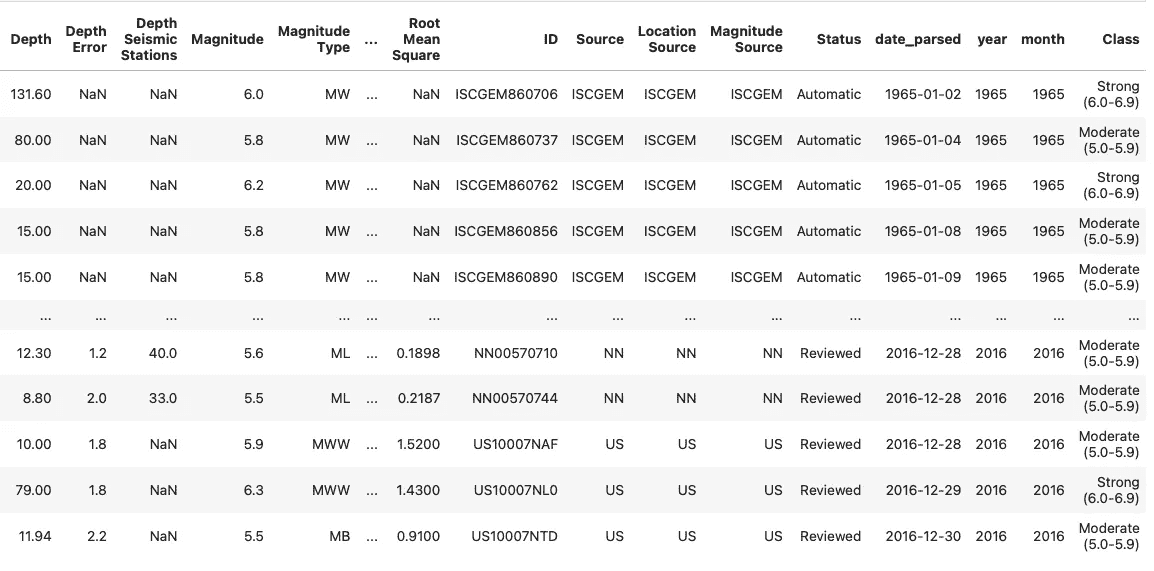 Depth Depth Error Depth Seismic Stations Magnitude Magnitude Type ... Root Mean Square ID Source Location Source Magnitude Source Status date_parsed year month Class
131.60 NaN NaN 6.0 MW ... NaN ISCGEM860706 ISCGEM ISCGEM ISCGEM Automatic 1965-01-02 1965 1965 Strong (6.0-6.9)
80.00 NaN NaN 5.8 MW ... NaN ISCGEM860737 ISCGEM ISCGEM ISCGEM Automatic 1965-01-04 1965 1965 Moderate (5.0-5.9)
20.00 NaN NaN 6.2 MW ... NaN ISCGEM860762 ISCGEM ISCGEM ISCGEM Automatic 1965-01-05 1965 1965 Strong (6.0-6.9)
15.00 NaN NaN 5.8 MW ... NaN ISCGEM860856 ISCGEM ISCGEM ISCGEM Automatic 1965-01-08 1965 1965 Moderate (5.0-5.9)
15.00 NaN NaN 5.8 MW ... NaN ISCGEM860890 ISCGEM ISCGEM ISCGEM Automatic 1965-01-09 1965 1965 Moderate (5.0-5.9)
... ... ... ... ... ... ... ... ... ... ... ... ... ... ... ...
12.30 1.2 40.0 5.6 ML ... 0.1898 NN00570710 NN NN NN Reviewed 2016-12-28 2016 2016 Moderate (5.0-5.9)
8.80 2.0 33.0 5.5 ML ... 0.2187 NN00570744 NN NN NN Reviewed 2016-12-28 2016 2016 Moderate (5.0-5.9)
10.00 1.8 NaN 5.9 MWW ... 1.5200 US10007NAF US US US Reviewed 2016-12-28 2016 2016 Moderate (5.0-5.9)
79.00 1.8 NaN 6.3 MWW ... 1.4300 US10007NL0 US US US Reviewed 2016-12-29 2016 2016 Strong (6.0-6.9)
11.94 2.2 NaN 5.5 MB ... 0.9100 US10007NTD US US US Reviewed 2016-12-30 2016 2016 Moderate (5.0-5.9)